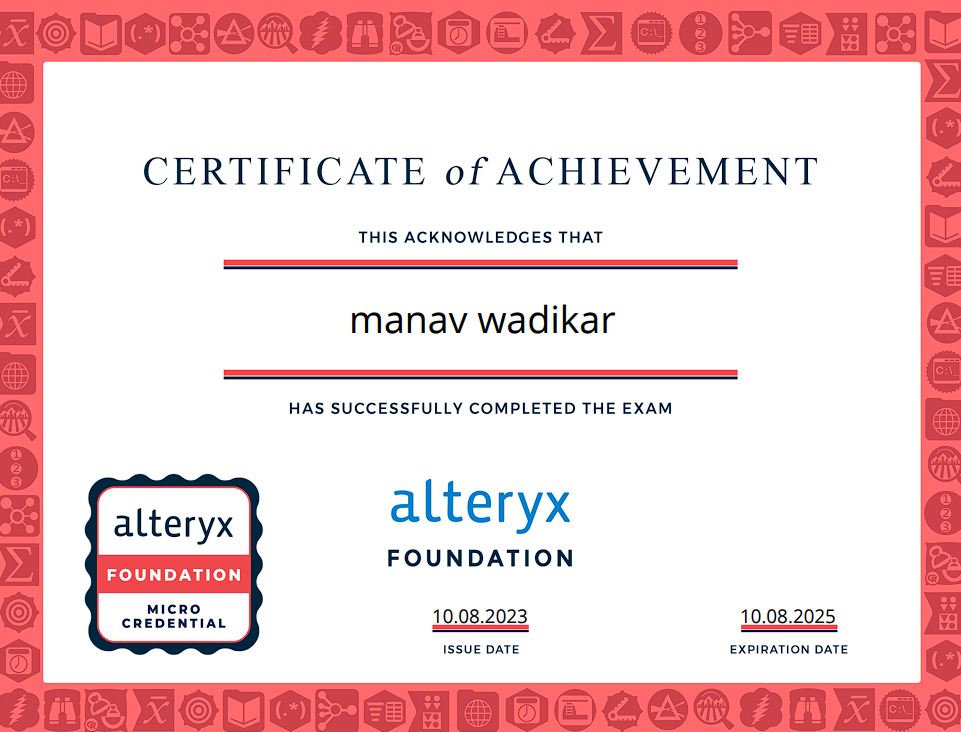 CERTIFICATE of ACHIEVEMENT
THIS ACKNOWLEDGES THAT
manav wadikar
HAS SUCCESSFULLY COMPLETED THE EXAM
alteryx
FOUNDATION
alteryx
FOUNDATION
MICRO
CREDENTIAL
10.08.2023
ISSUE DATE
10.08.2025
EXPIRATION DATE